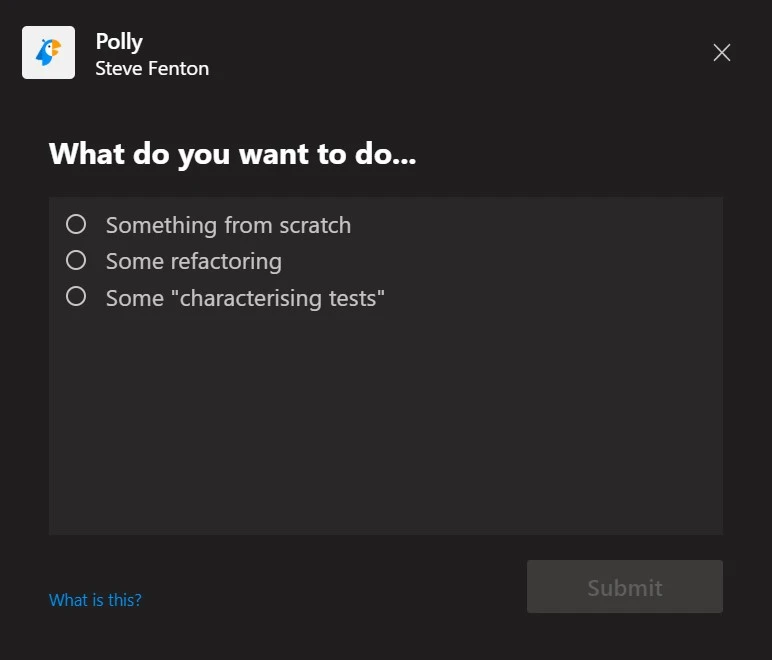 Polly
Steve Fenton
What do you want to do...
Something from scratch
Some refactoring
Some "characterising tests"
What is this?
Submit